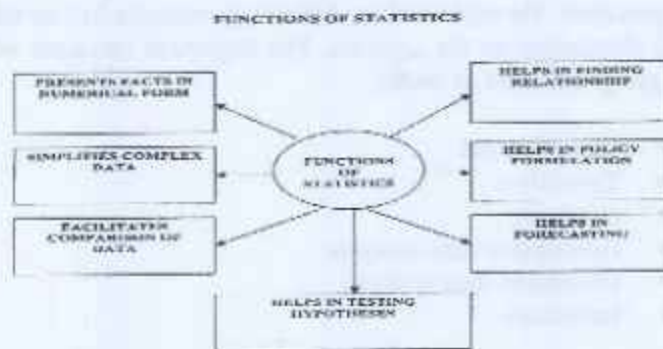 FUNCTIONS OF STATISTICS
PRESENTS FACTS IN
NUMERICAL FORM
SIMPLIFIES COMPLEX
DATA
FACILITATES
COMPARISON OF
DATA
FUNCTIONS
OF
STATISTICS
HELPS IN FINDING
RELATIONSHIP
HELPS IN POLICY
FORMULATION
HELPS IN
FORECASTING
HELPS IN TESTING
HYPOTHESES